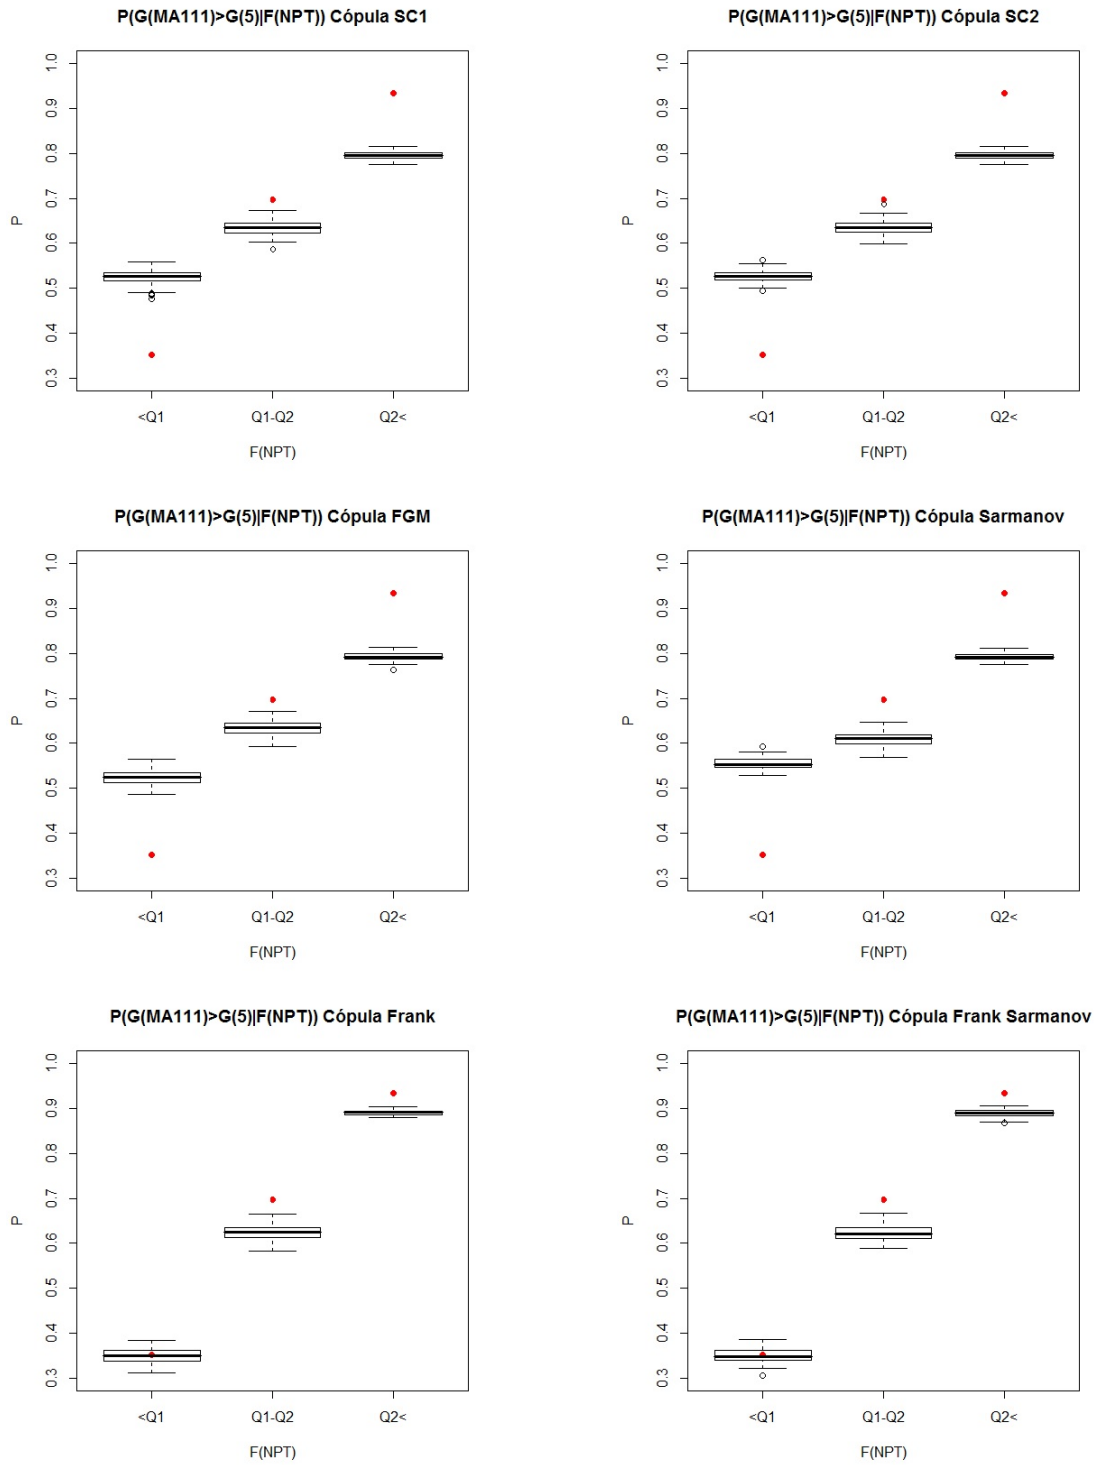 P(G(MA111)>G(5)|F(NPT)) Cópula SC1
1.0
0.9
0.8
0.7
0.6
0.5
0.4
0.3
P
<Q1 Q1-Q2 Q2<
F(NPT)
P(G(MA111)>G(5)|F(NPT)) Cópula SC2
1.0
0.9
0.8
0.7
0.6
0.5
0.4
0.3
P
<Q1 Q1-Q2 Q2<
F(NPT)
P(G(MA111)>G(5)|F(NPT)) Cópula FGM
1.0
0.9
0.8
0.7
0.6
0.5
0.4
0.3
P
<Q1 Q1-Q2 Q2<
F(NPT)
P(G(MA111)>G(5)|F(NPT)) Cópula Sarmanov
1.0
0.9
0.8
0.7
0.6
0.5
0.4
0.3
P
<Q1 Q1-Q2 Q2<
F(NPT)
P(G(MA111)>G(5)|F(NPT)) Cópula Frank
1.0
0.9
0.8
0.7
0.6
0.5
0.4
0.3
P
<Q1 Q1-Q2 Q2<
F(NPT)
P(G(MA111)>G(5)|F(NPT)) Cópula Frank Sarmanov
1.0
0.9
0.8
0.7
0.6
0.5
0.4
0.3
P
<Q1 Q1-Q2 Q2<
F(NPT)